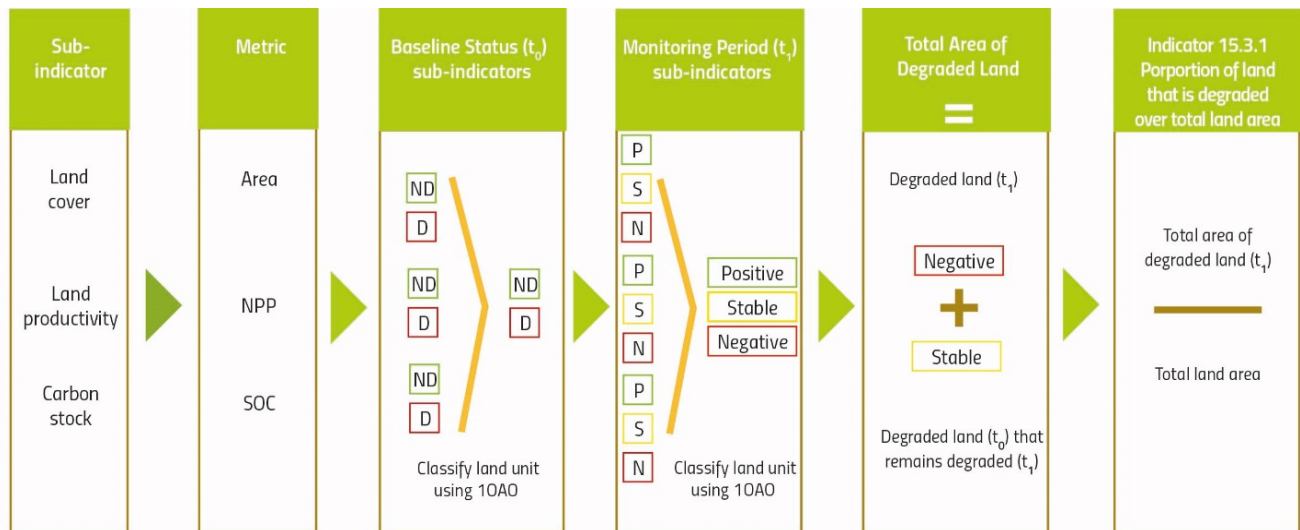 Sub-
indicator
Land
cover
Land
productivity
Carbon
stock
Metric
Area
NPP
SOC
Baseline Status (t0)
sub-indicators
ND
D
ND
D
ND
D
ND
D
Classify land unit
using 1OAO
Monitoring Period (t1)
sub-indicators
P
S
N
P
S
N
P
S
N
Positive
Stable
Negative
Classify land unit
using 1OAO
Total Area of
Degraded Land
=
Degraded land (t1)
Negative
+
Stable
Degraded land (t0) that
remains degraded (t1)
Indicator 15.3.1
Porportion of land
that is degraded
over total land area
Total area of
degraded land (t1)
Total land area